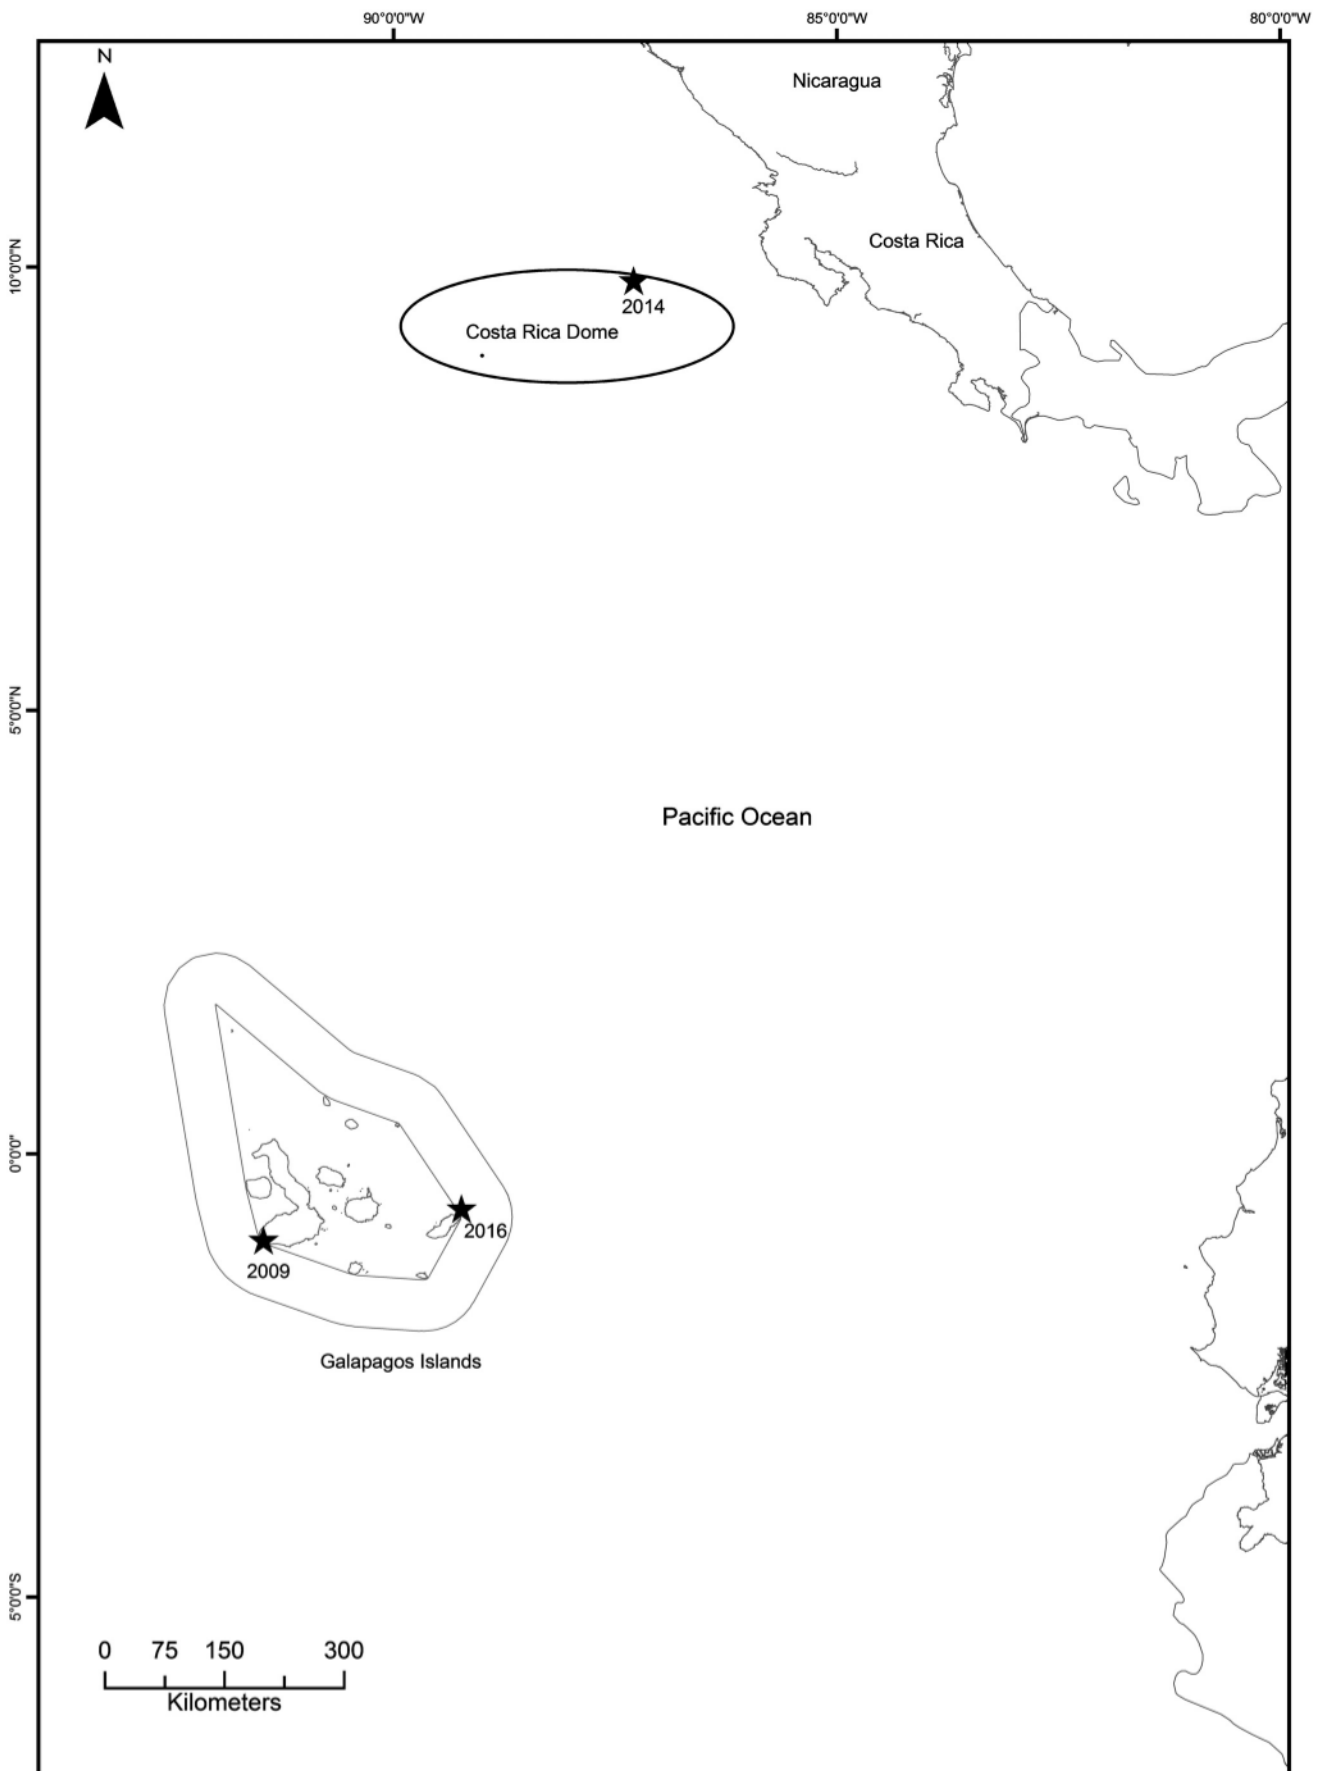 90°0'0"W
85°0'0"W
80°0'0"W
N
Nicaragua
10°0'0"N
Costa Rica
2014
Costa Rica Dome
5°0'0"N
Pacific Ocean
0°0'0"
2016
2009
Galapagos Islands
5°0'0"S
0 75 150 300
Kilometers